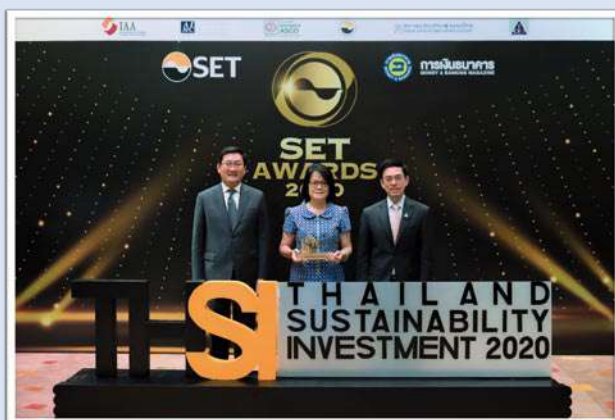 IAA
ASCO
SET
การเงินธนาคาร
MONEY & BANKING MAGAZINE
SET
AWARDS
2020
THSI
THAILAND
SUSTAINABILITY
INVESTMENT 2020